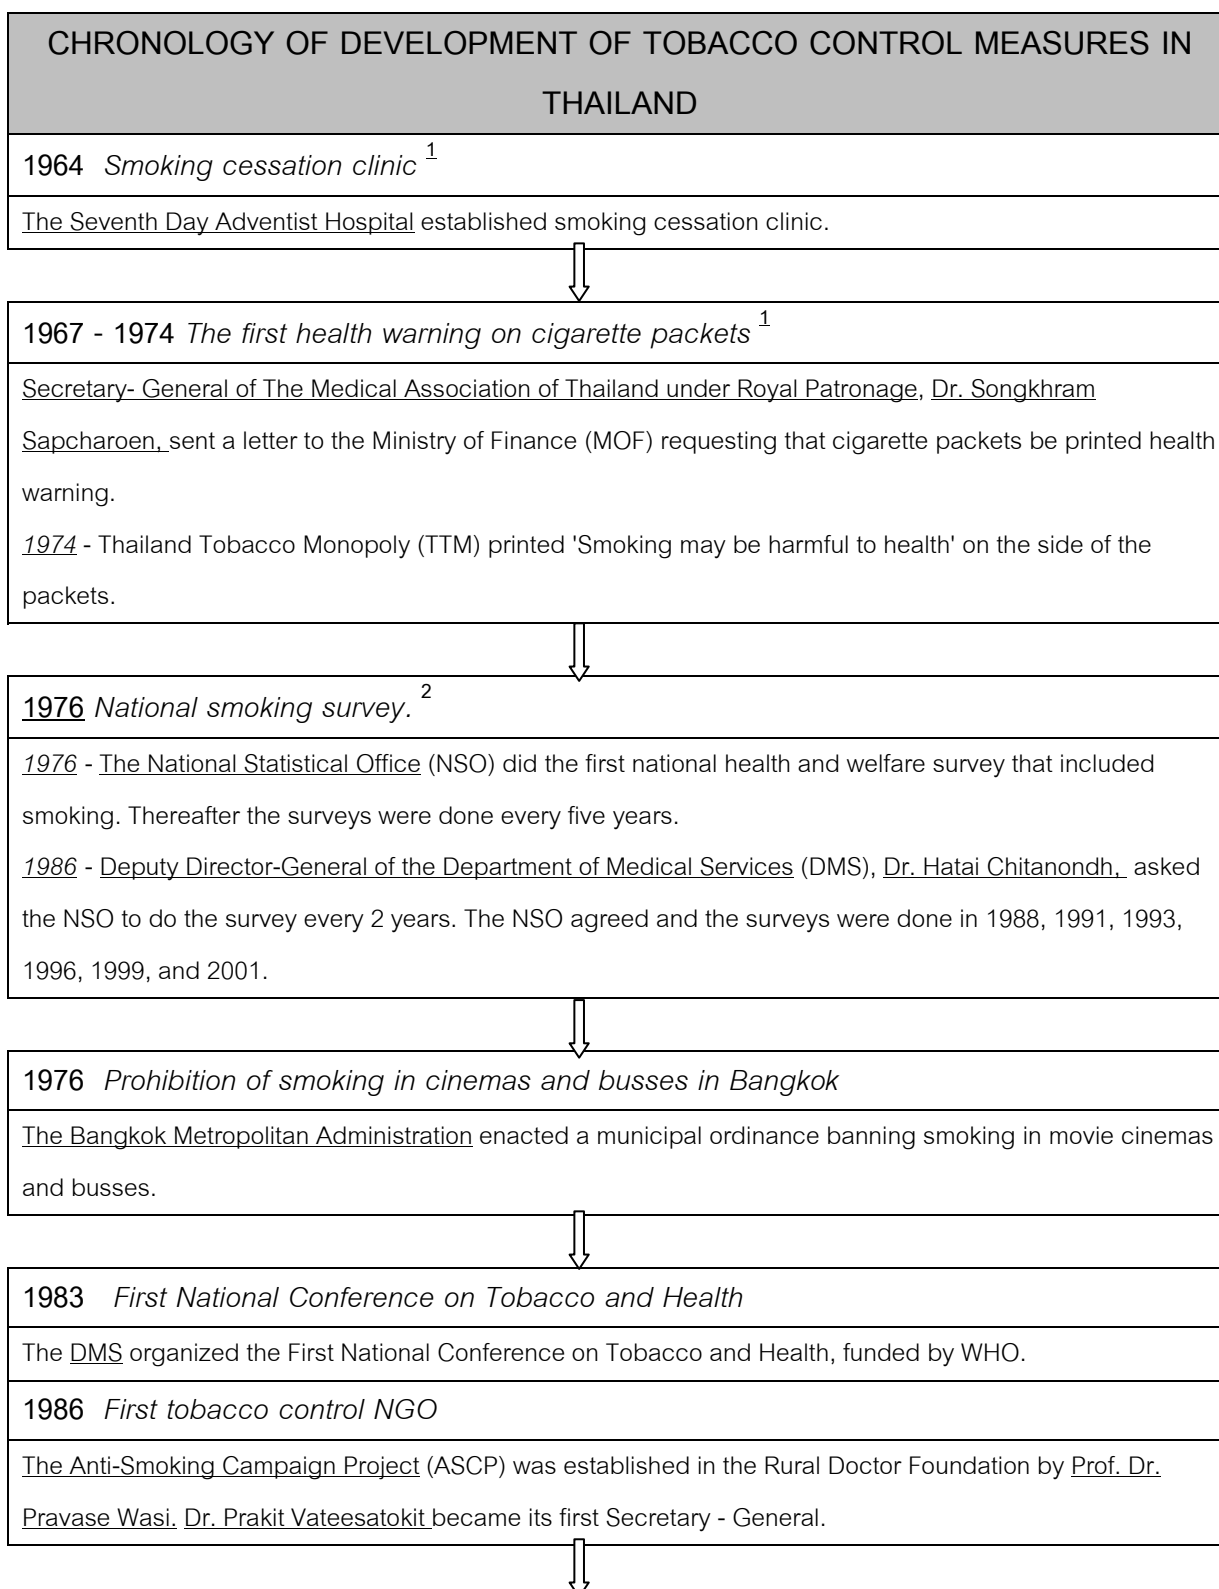 CHRONOLOGY OF DEVELOPMENT OF TOBACCO CONTROL MEASURES IN
THAILAND
1964 Smoking cessation clinic 1
The Seventh Day Adventist Hospital established smoking cessation clinic.
1967 - 1974 The first health warning on cigarette packets 1
Secretary- General of The Medical Association of Thailand under Royal Patronage, Dr. Songkhram
Sapcharoen, sent a letter to the Ministry of Finance (MOF) requesting that cigarette packets be printed health
warning.
1974 - Thailand Tobacco Monopoly (TTM) printed 'Smoking may be harmful to health' on the side of the
packets.
1976 National smoking survey. 2
1976 - The National Statistical Office (NSO) did the first national health and welfare survey that included
smoking. Thereafter the surveys were done every five years.
1986 - Deputy Director-General of the Department of Medical Services (DMS), Dr. Hatai Chitanondh, asked
the NSO to do the survey every 2 years. The NSO agreed and the surveys were done in 1988, 1991, 1993,
1996, 1999, and 2001.
1976 Prohibition of smoking in cinemas and busses in Bangkok
The Bangkok Metropolitan Administration enacted a municipal ordinance banning smoking in movie cinemas
and busses.
1983 First National Conference on Tobacco and Health
The DMS organized the First National Conference on Tobacco and Health, funded by WHO.
1986 First tobacco control NGO
The Anti-Smoking Campaign Project (ASCP) was established in the Rural Doctor Foundation by Prof. Dr.
Pravase Wasi. Dr. Prakit Vateesatokit became its first Secretary - General.